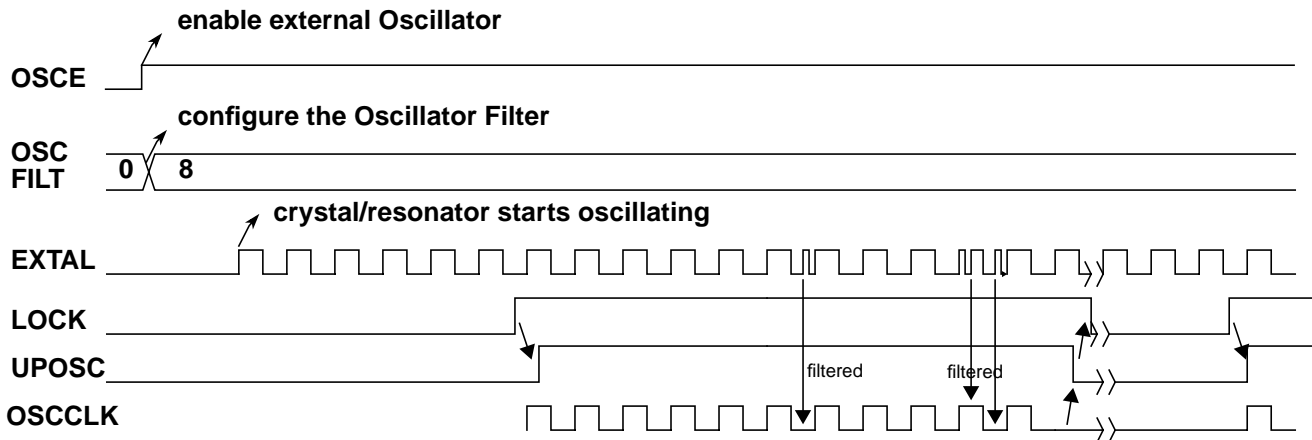 enable external Oscillator
OSCE
configure the Oscillator Filter
OSC
FILT
0 8
crystal/resonator starts oscillating
EXTAL
LOCK
UPOSC
filtered filtered
OSCCLK